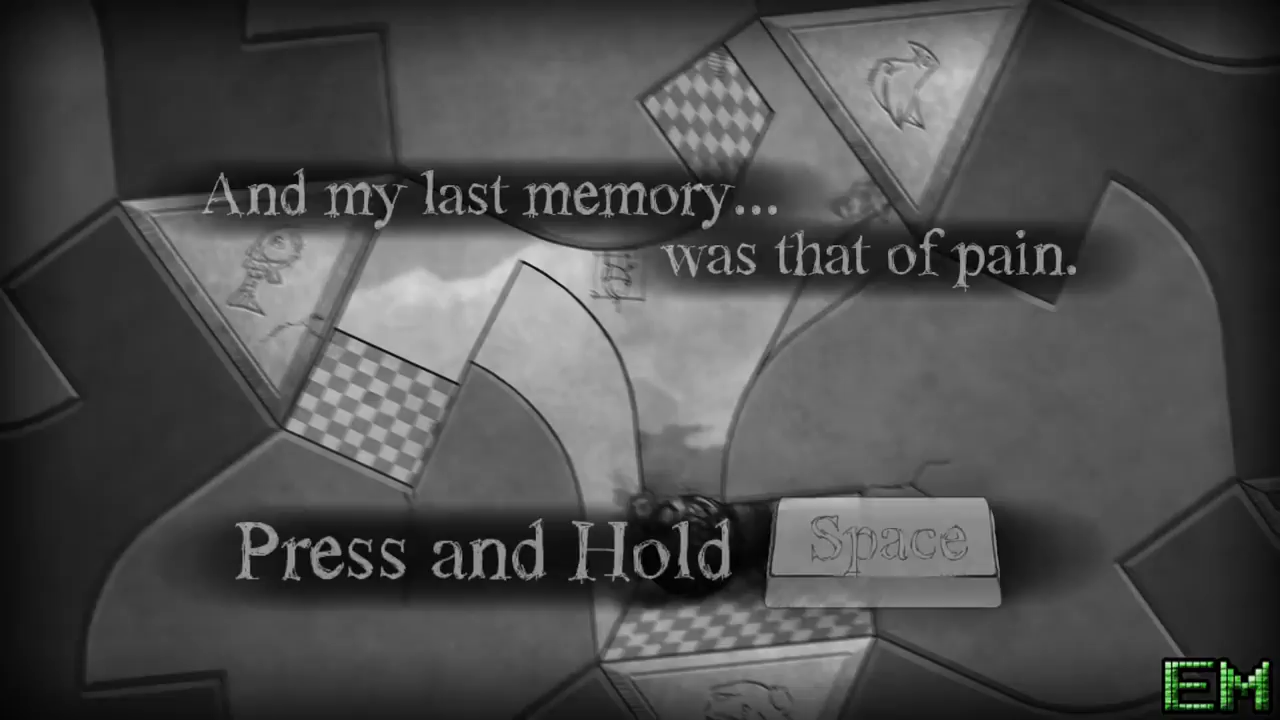 And my last memory...
was that of pain.
Press and Hold Space
EM